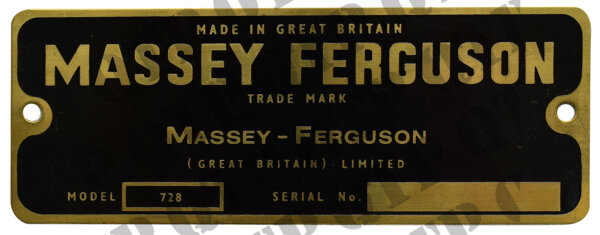 MADE IN GREAT BRITAIN
MASSEY FERGUSON
TRADE MARK
MASSEY-FERGUSON
(GREAT BRITAIN) LIMITED
MODEL 728 SERIAL No.